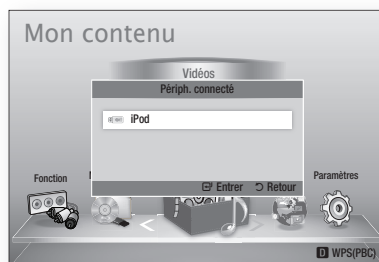 Mon contenu
Vidéos
Périph. connecté
iPod
Entrer Retour
Fonction
Paramètres
D WPS(PBC)